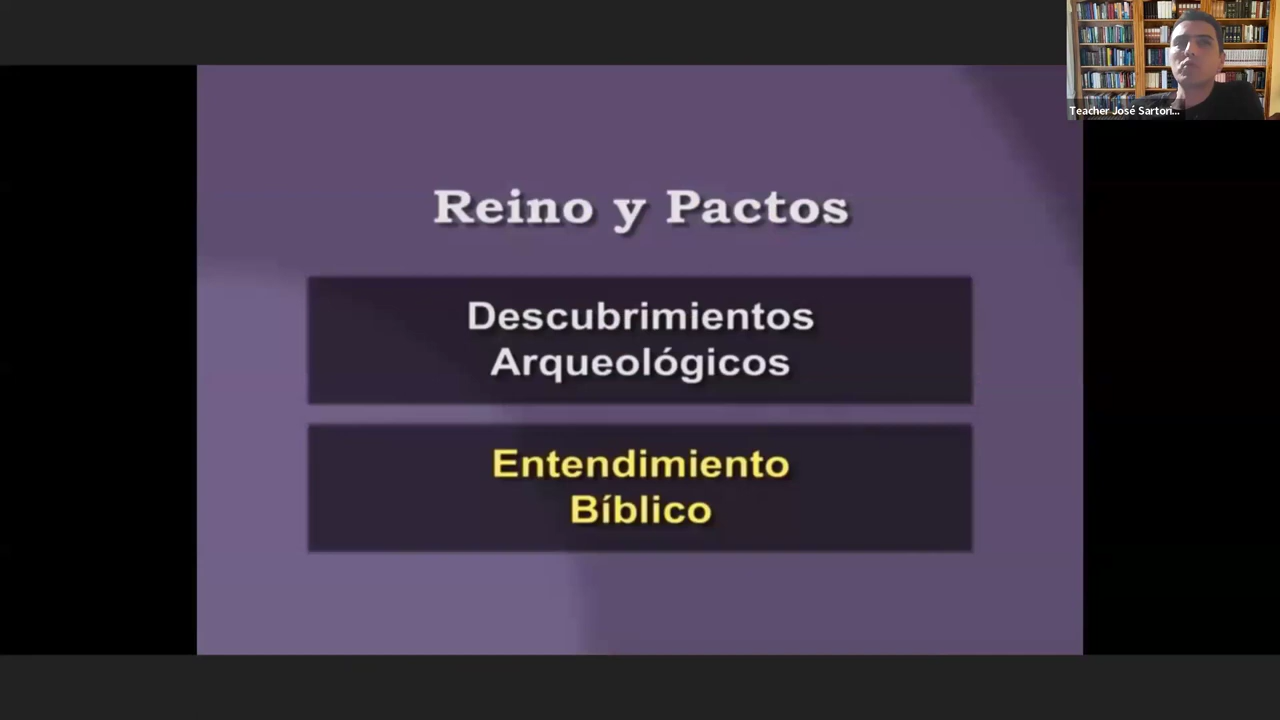 Teacher José Sartori...
Reino y Pactos
Descubrimientos
Arqueológicos
Entendimiento
Bíblico